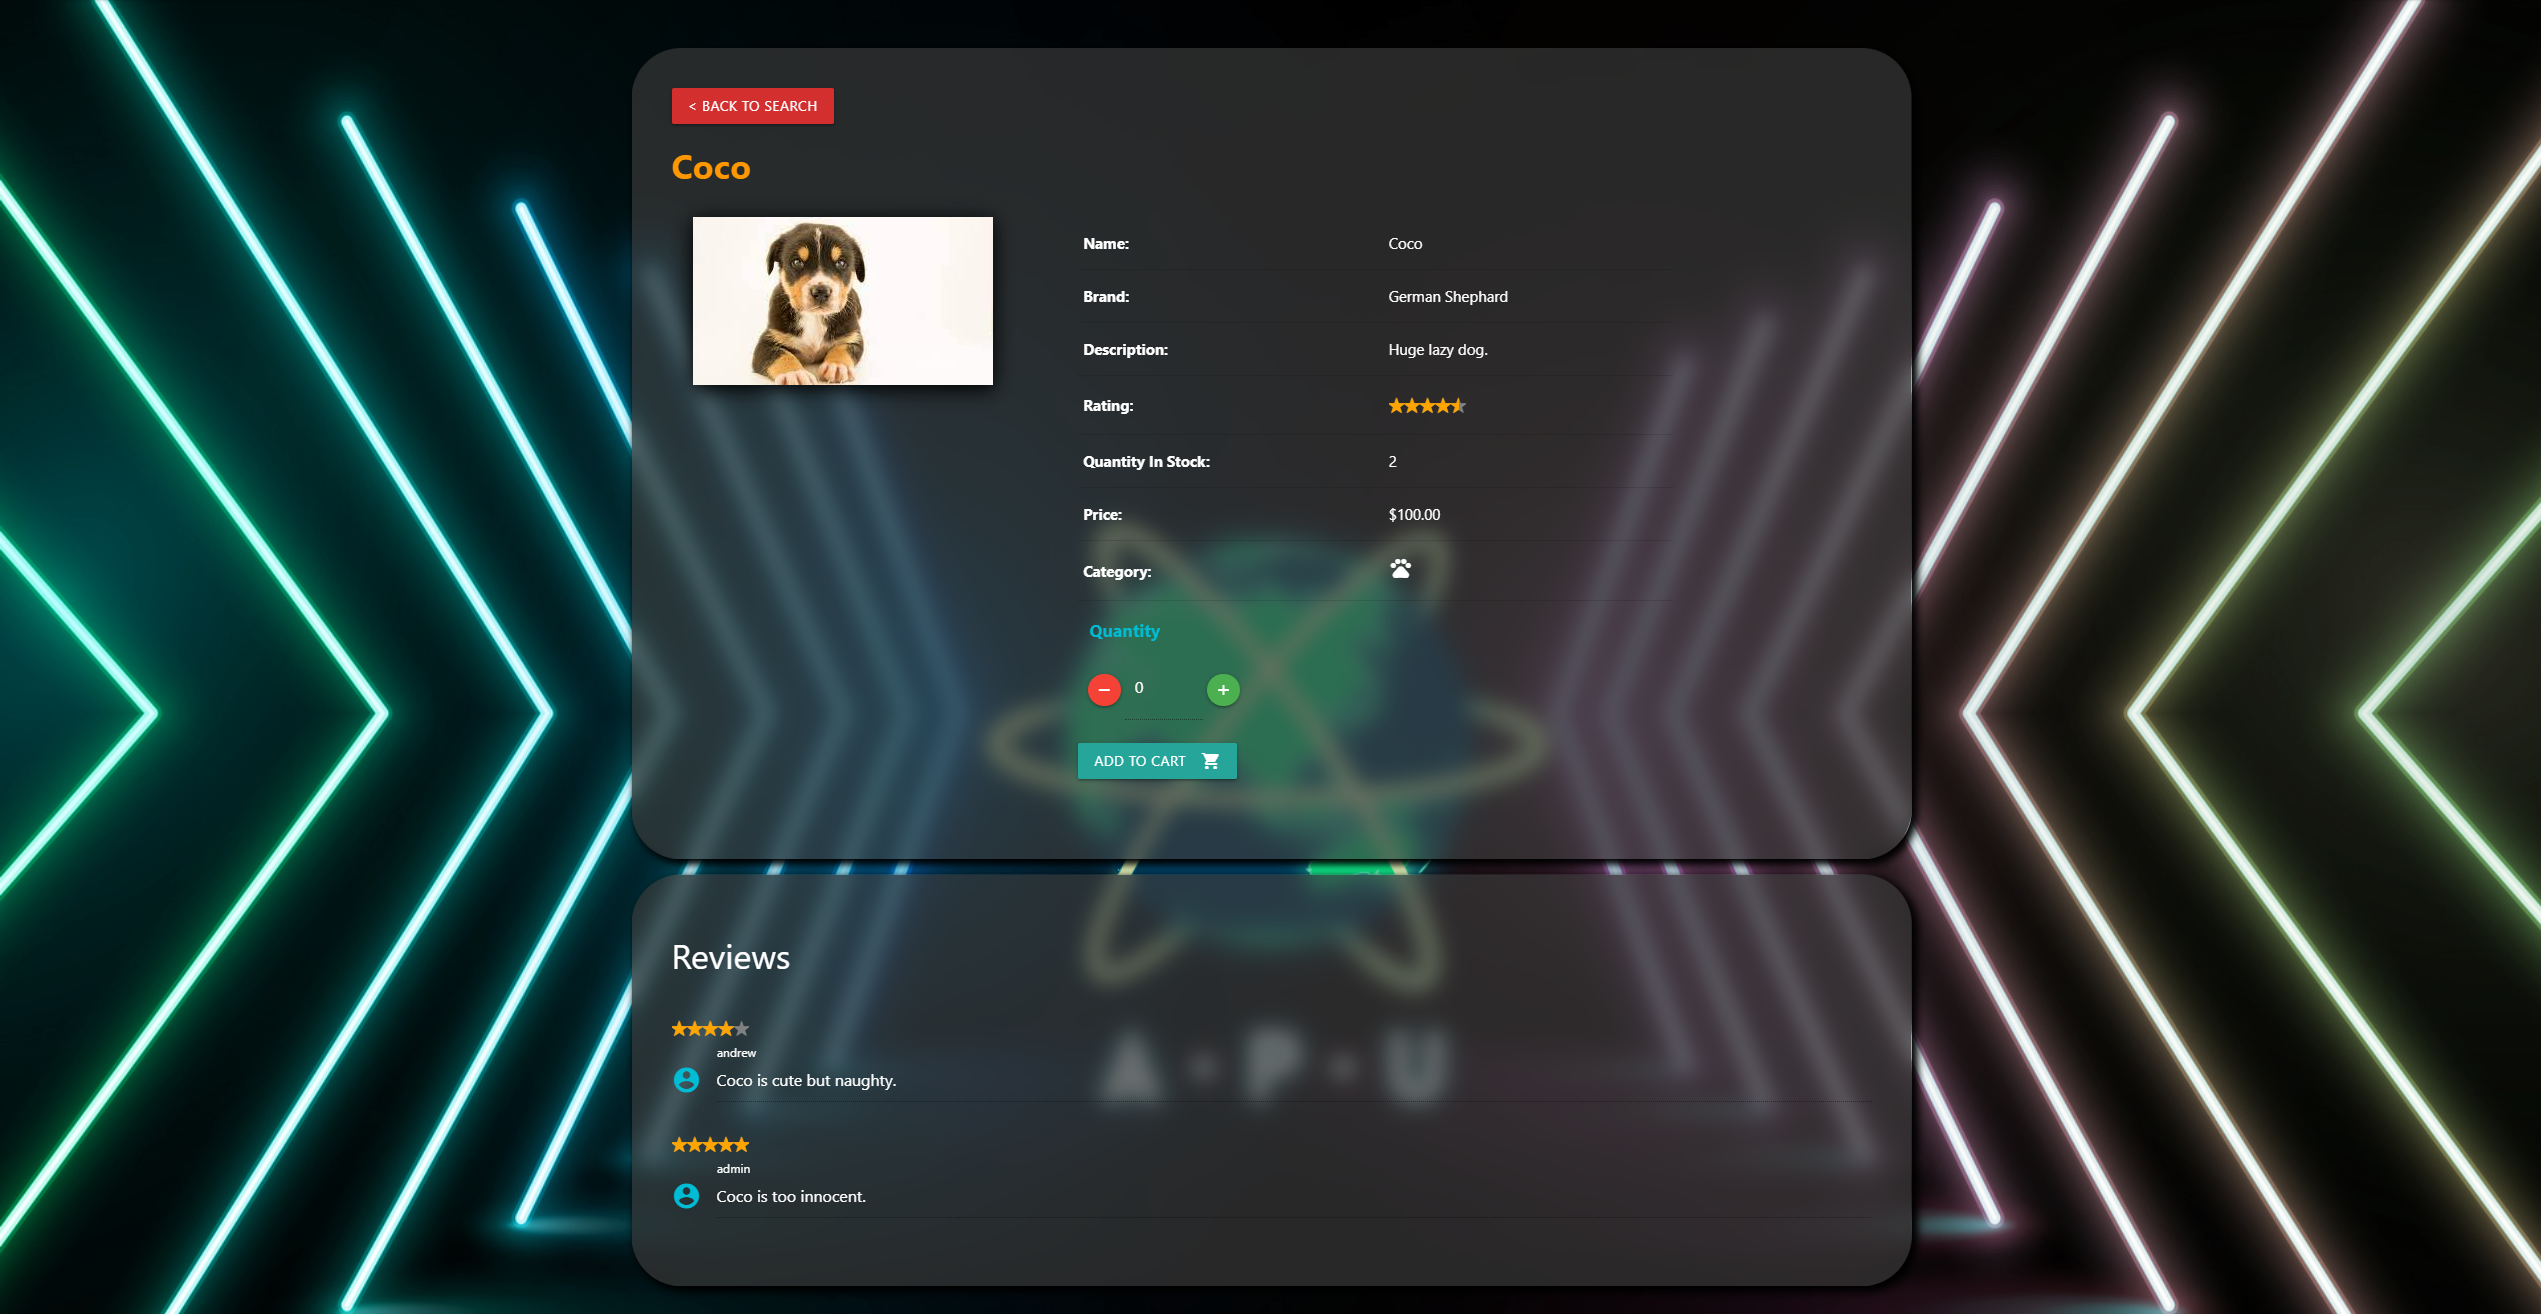 < BACK TO SEARCH
Coco
Name: Coco
Brand: German Shephard
Description: Huge lazy dog.
Rating:
Quantity In Stock: 2
Price: $100.00
Category:
Quantity
0
ADD TO CART
Reviews
andrew
Coco is cute but naughty.
A • P • U
admin
Coco is too innocent.